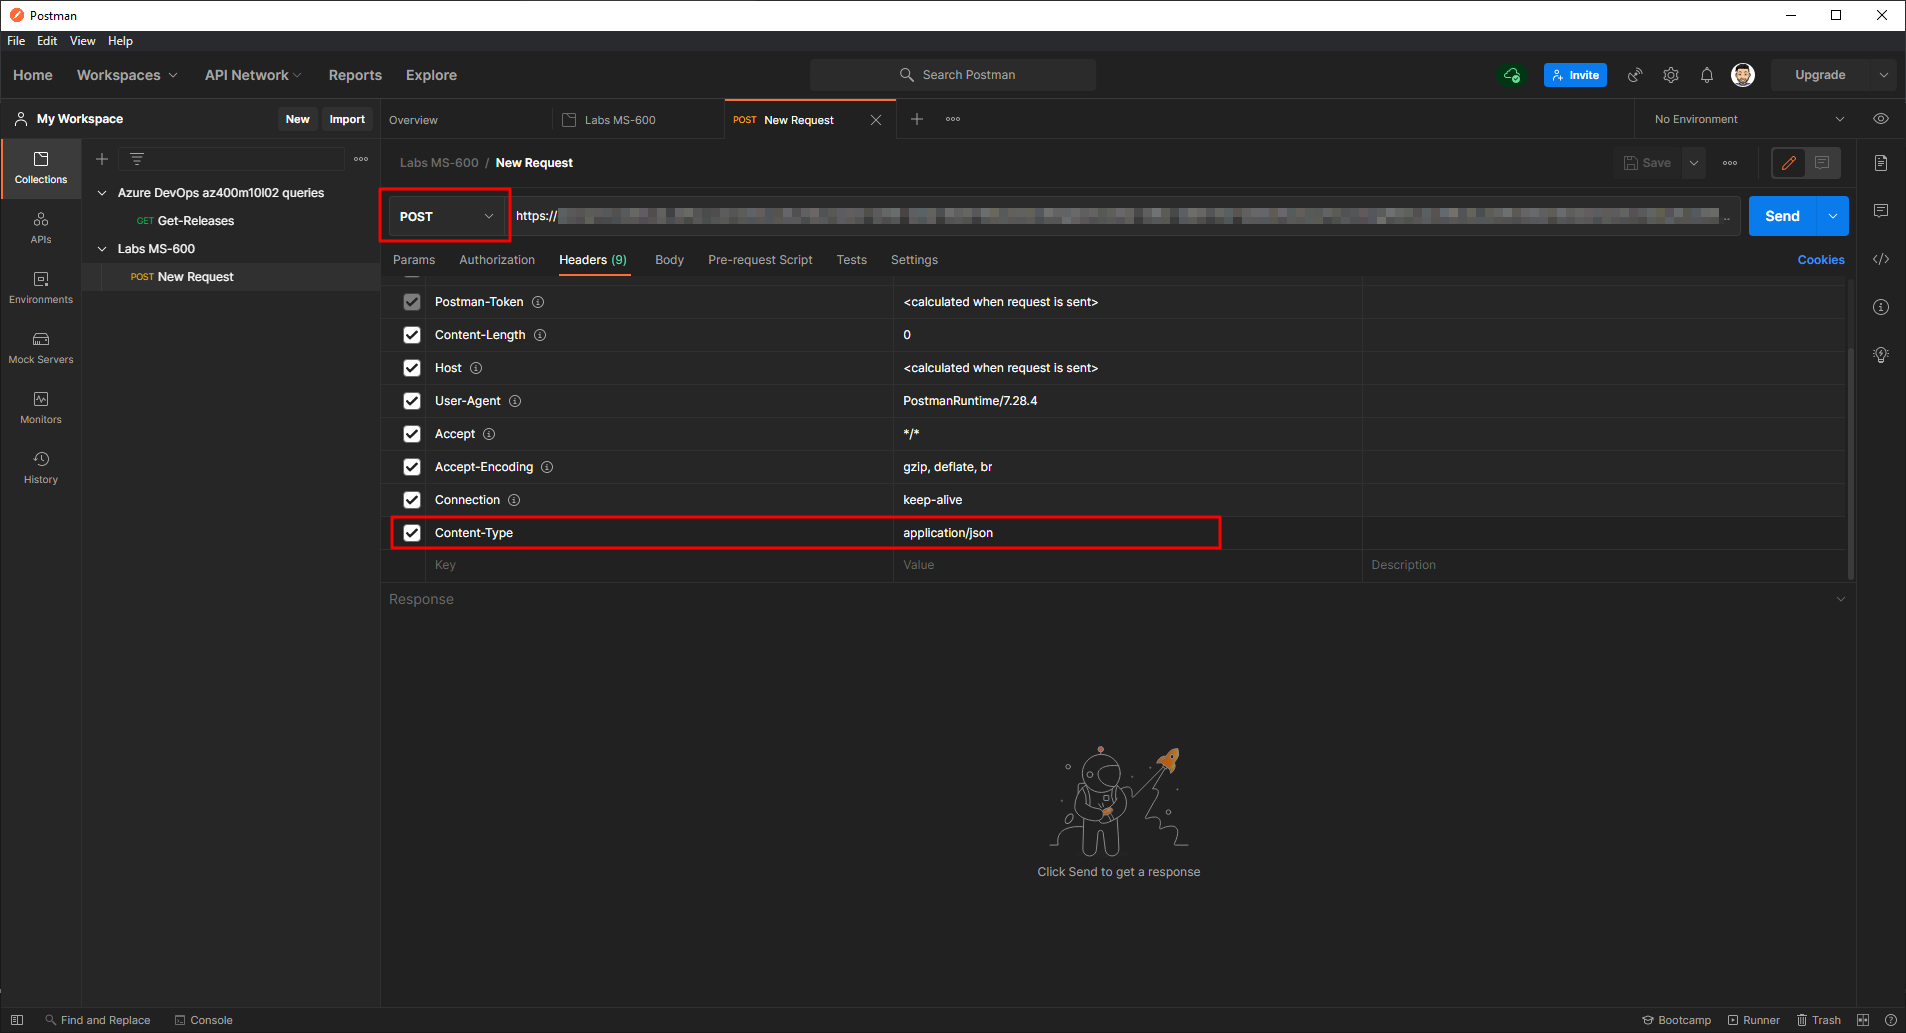 Postman
File Edit View Help
Home Workspaces API Network Reports Explore Search Postman Invite Upgrade
My Workspace New Import Overview Labs MS-600 POST New Request No Environment
Labs MS-600 / New Request Save
Collections
APIs
Environments
Mock Servers
Monitors
History
Azure DevOps az400m10l02 queries
GET Get-Releases
Labs MS-600
POST New Request
POST https:// ... Send
Params Authorization Headers (9) Body Pre-request Script Tests Settings Cookies
Postman-Token <calculated when request is sent>
Content-Length 0
Host <calculated when request is sent>
User-Agent PostmanRuntime/7.28.4
Accept */*
Accept-Encoding gzip, deflate, br
Connection keep-alive
Content-Type application/json
Key Value Description
Response
Click Send to get a response
Find and Replace Console Bootcamp Runner Trash